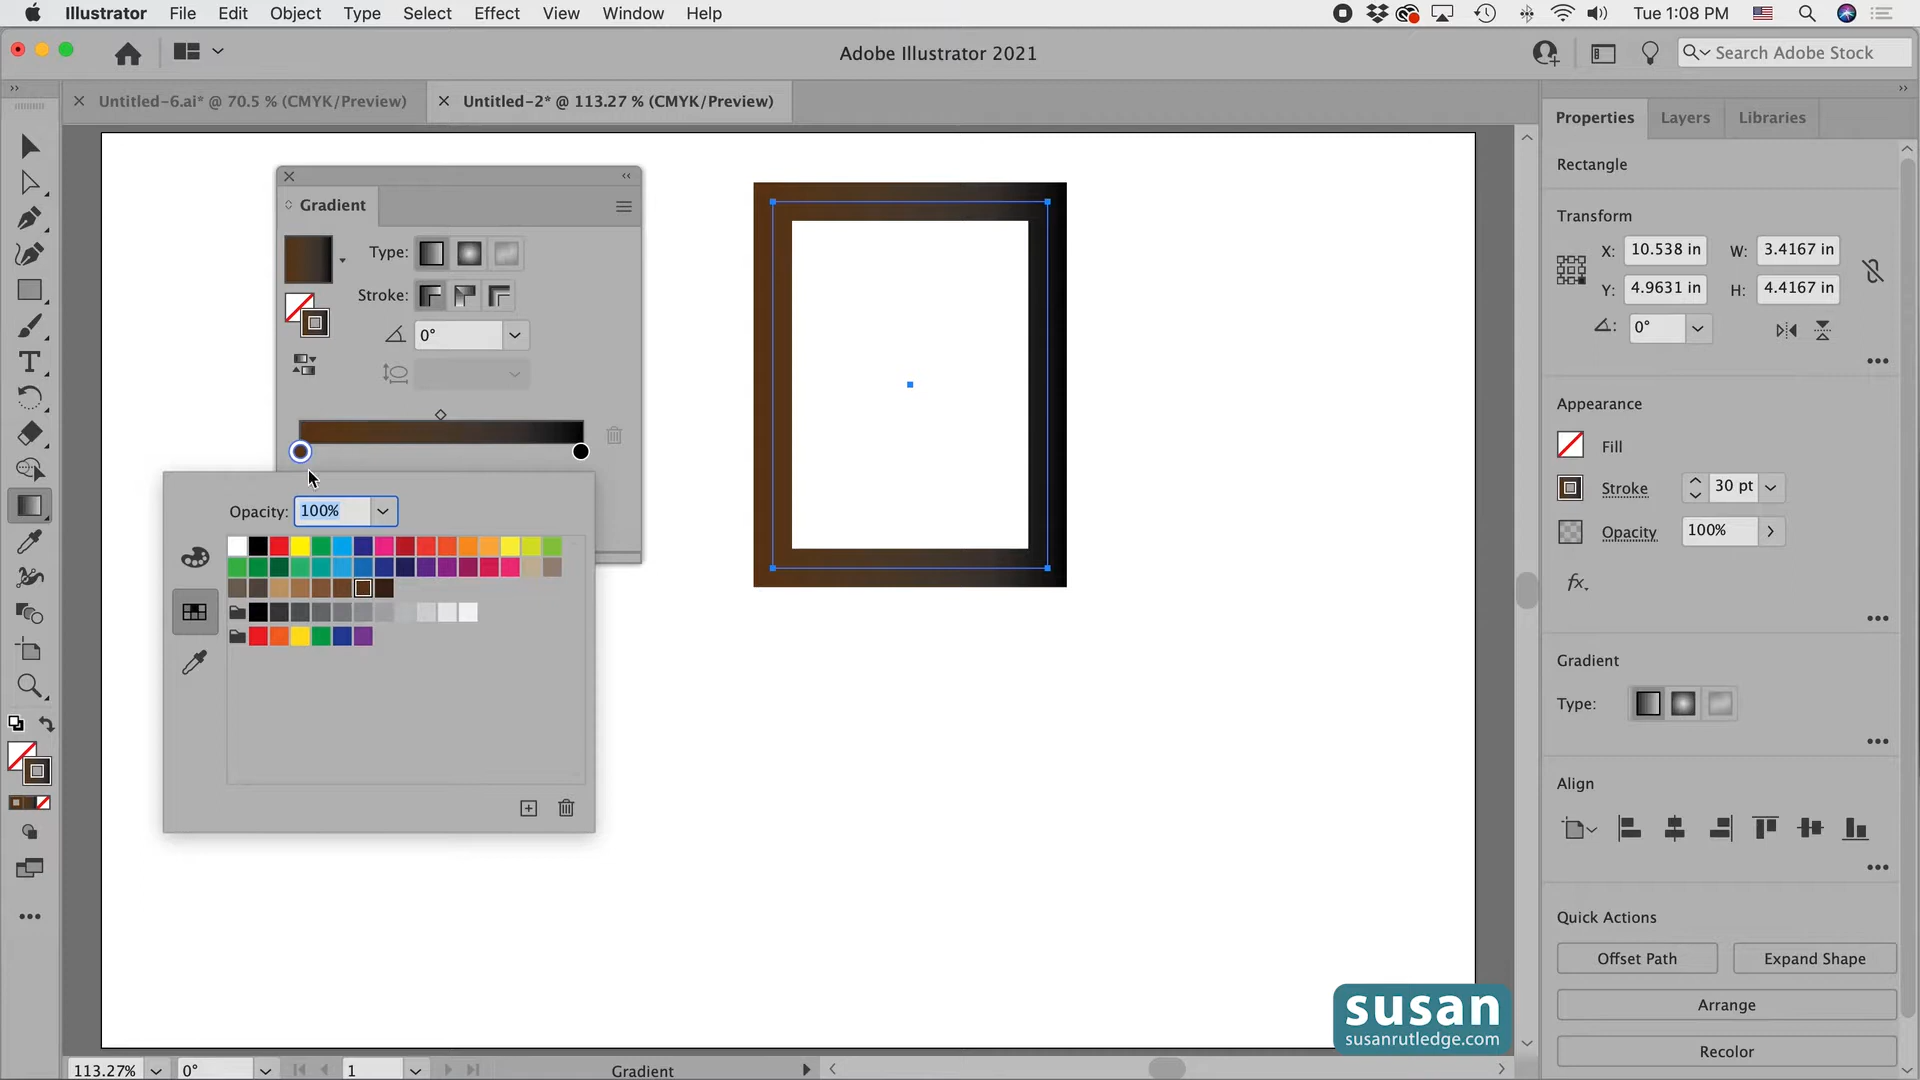 Illustrator File Edit Object Type Select Effect View Window Help Tue 1:08 PM
Adobe Illustrator 2021
Search Adobe Stock
Untitled-6.ai* @ 70.5 % (CMYK/Preview)
Untitled-2* @ 113.27 % (CMYK/Preview)
Gradient
Type:
Stroke:
0°
Opacity: 100%
Properties Layers Libraries
Rectangle
Transform
X: 10.538 in W: 3.4167 in
Y: 4.9631 in H: 4.4167 in
0°
Appearance
Fill
Stroke 30 pt
Opacity 100%
fx.
Gradient
Type:
Align
Quick Actions
Offset Path Expand Shape
Arrange
Recolor
susan
susanrutledge.com
113.27% 0° 1 Gradient